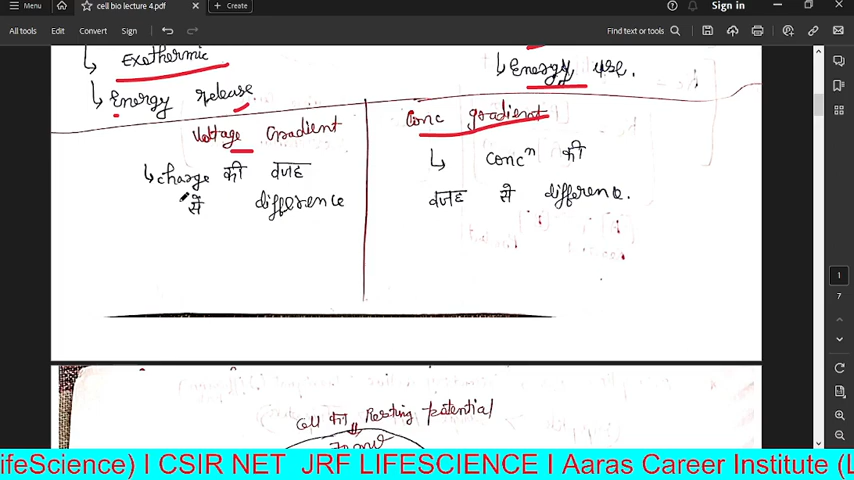 Menu
cell bio lecture 4.pdf
Create
Sign in
All tools Edit Convert Sign
Find text or tools
Exothermic
Energy use.
Energy release
Voltage Gradient
Conc gradient
charge की वजह
से difference
Concⁿ की
वजह से difference.
1
7
Cell का Resting potential
ifeScience) I CSIR NET JRF LIFESCIENCE I Aaras Career Institute (L